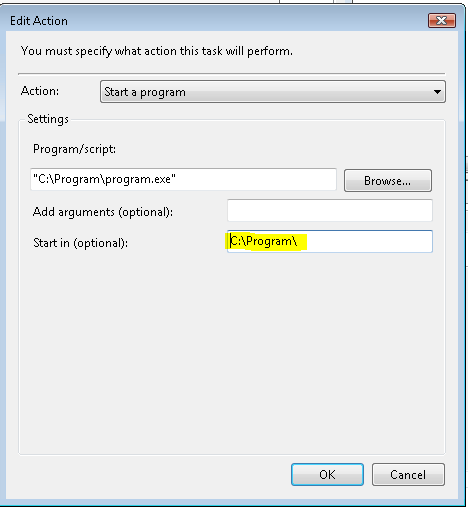 Edit Action
You must specify what action this task will perform.
Action: Start a program
Settings
Program/script:
"C:\Program\program.exe" Browse...
Add arguments (optional):
Start in (optional): C:\Program\
OK Cancel